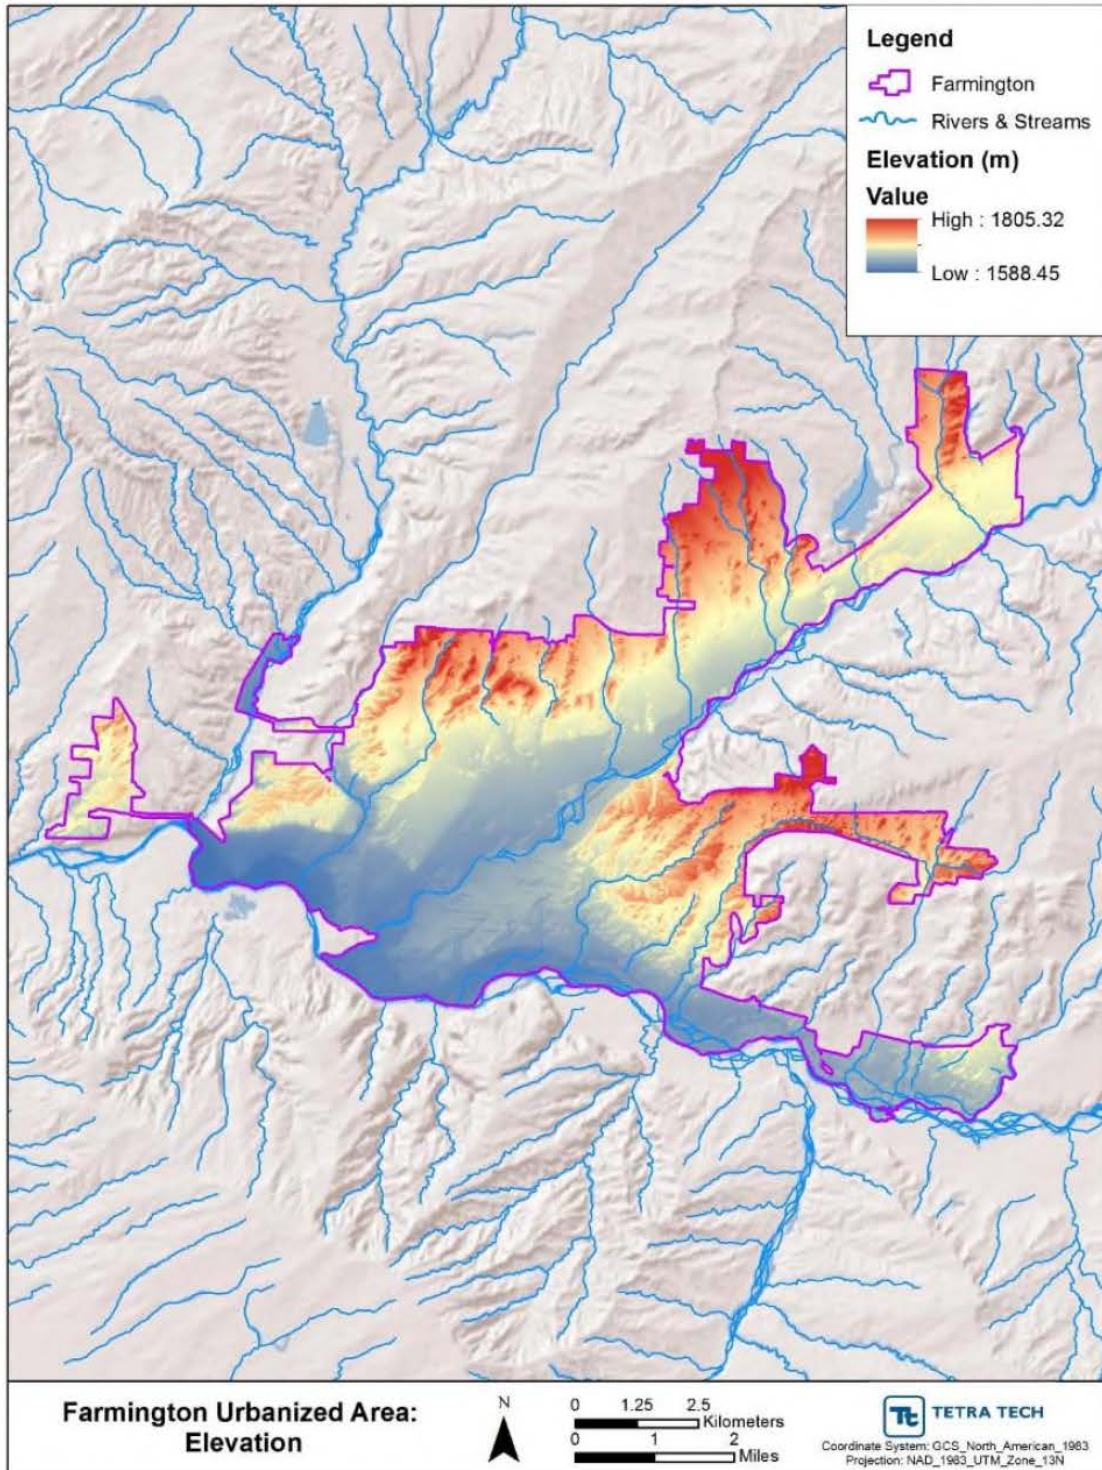 Legend
Farmington
Rivers & Streams
Elevation (m)
Value
High : 1805.32
Low : 1588.45
Farmington Urbanized Area:
Elevation
N
0 1.25 2.5
Kilometers
0 1 2
Miles
Tt TETRA TECH
Coordinate System: GCS_North_American_1983
Projection: NAD_1983_UTM_Zone_13N